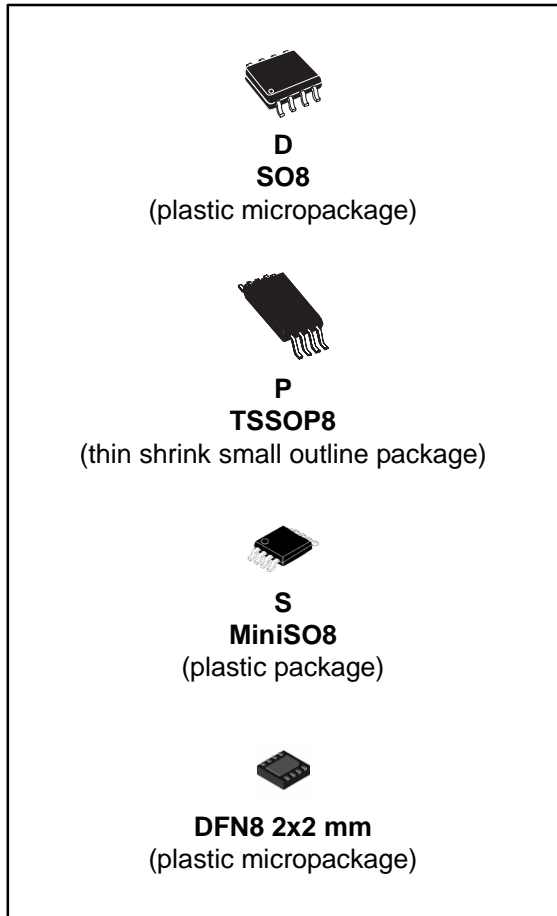 D
SO8
(plastic micropackage)
P
TSSOP8
(thin shrink small outline package)
S
MiniSO8
(plastic package)
DFN8 2x2 mm
(plastic micropackage)